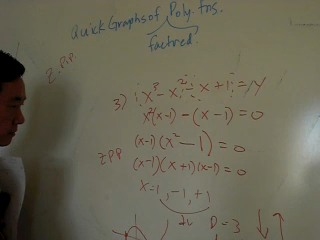 Quick Graphs of Poly. fns.
factored.
Z.P.P.
3) x³ - x² - x + 1 = y
x²(x-1) - (x-1) = 0
(x-1)(x² - 1) = 0
ZPP (x-1)(x+1)(x-1) = 0
x = 1, -1, +1
D = 3